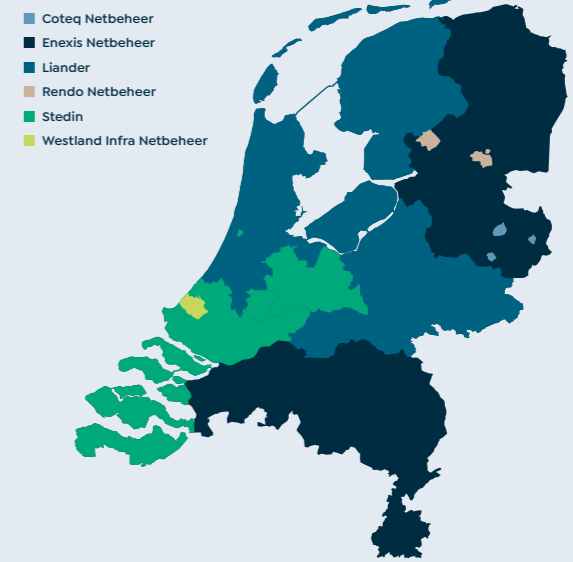 Coteq Netbeheer
Enexis Netbeheer
Liander
Rendo Netbeheer
Stedin
Westland Infra Netbeheer